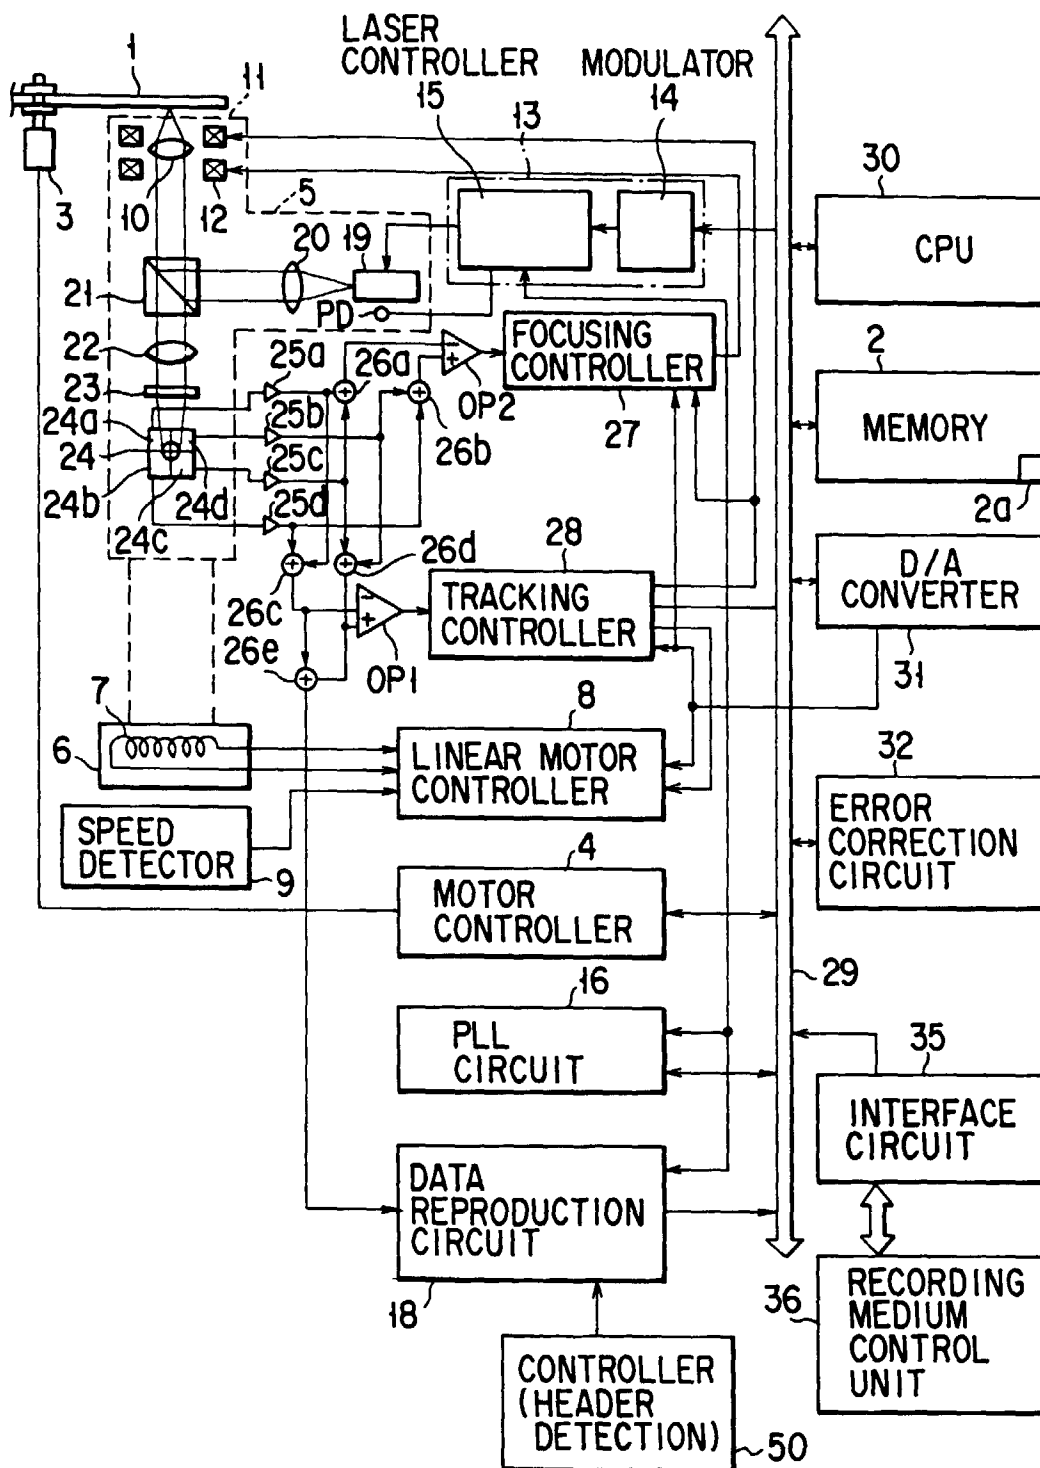 LASER
CONTROLLER
MODULATOR
1
11
15
13
14
3
10
12
5
20
19
21
PD
22
23
25a
26a
OP2
FOCUSING
CONTROLLER
27
24a
24
24b
24c
24d
25b
25c
25d
26b
26c
26d
26e
OP1
28
TRACKING
CONTROLLER
7
6
8
LINEAR MOTOR
CONTROLLER
SPEED
DETECTOR
9
4
MOTOR
CONTROLLER
16
PLL
CIRCUIT
DATA
REPRODUCTION
CIRCUIT
18
CONTROLLER
(HEADER
DETECTION)
50
30
CPU
2
MEMORY
2a
D/A
CONVERTER
31
32
ERROR
CORRECTION
CIRCUIT
29
35
INTERFACE
CIRCUIT
36
RECORDING
MEDIUM
CONTROL
UNIT